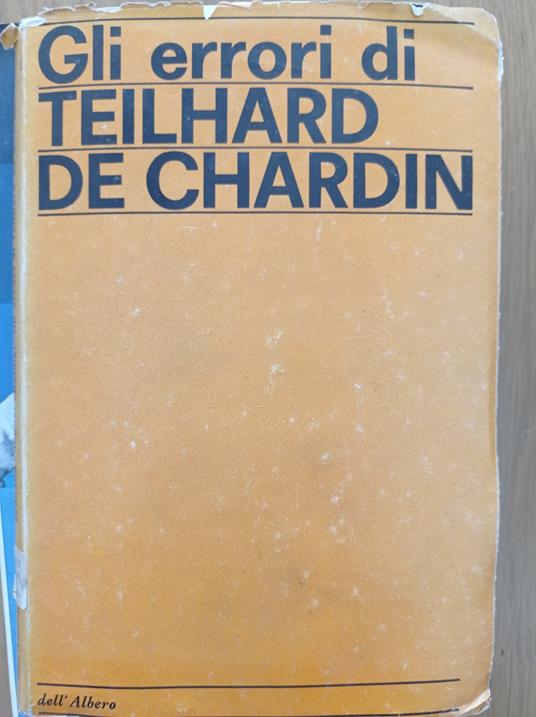 Gli errori di
TEILHARD
DE CHARDIN
dell'Albero